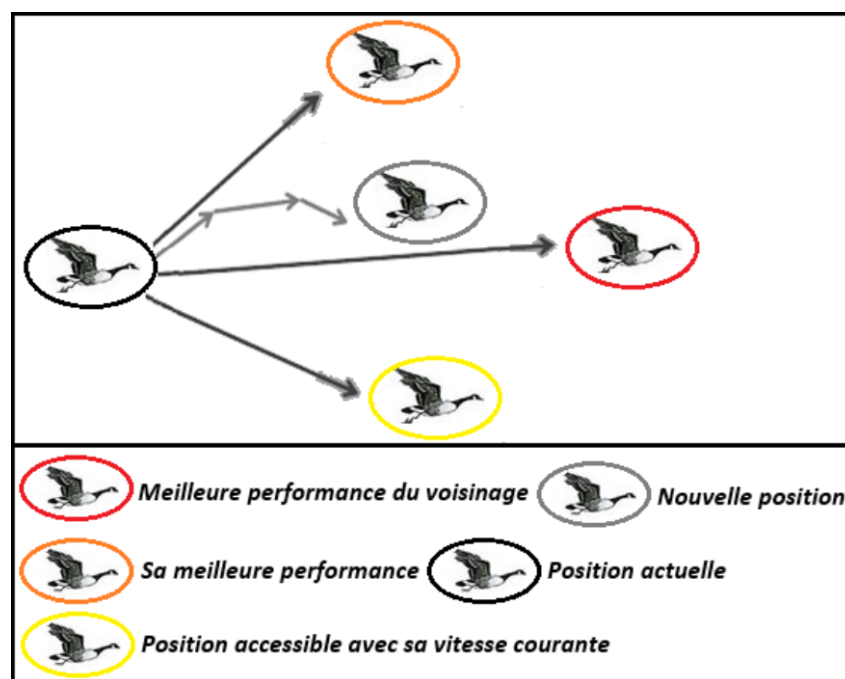 Meilleure performance du voisinage
Nouvelle position
Sa meilleure performance
Position actuelle
Position accessible avec sa vitesse courante